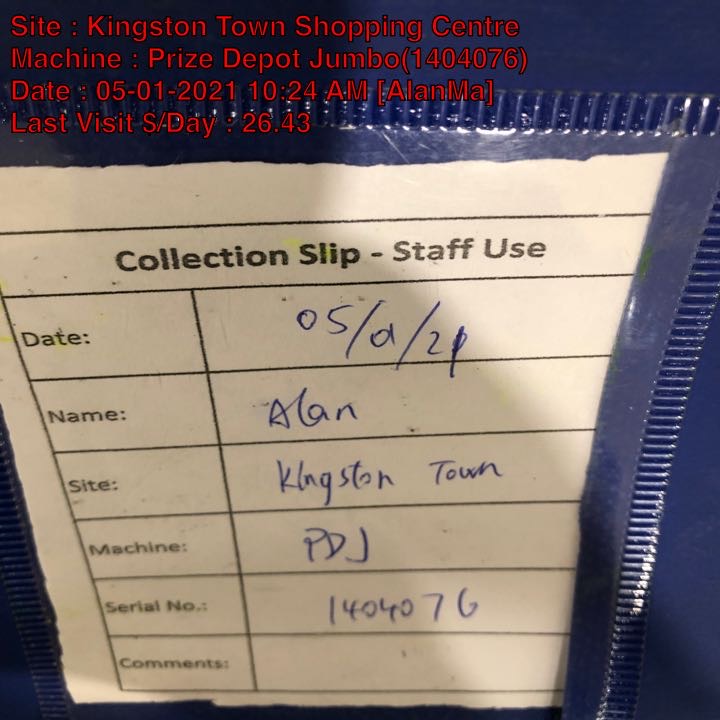 Site : Kingston Town Shopping Centre
Machine : Prize Depot Jumbo(1404076)
Date : 05-01-2021 10:24 AM [AlanMa]
Last Visit $/Day : 26.43
Collection Slip - Staff Use
Date: 05/01/21
Name: Alan
Site: Kingston Town
Machine: PDJ
Serial No.: 1404076
Comments: